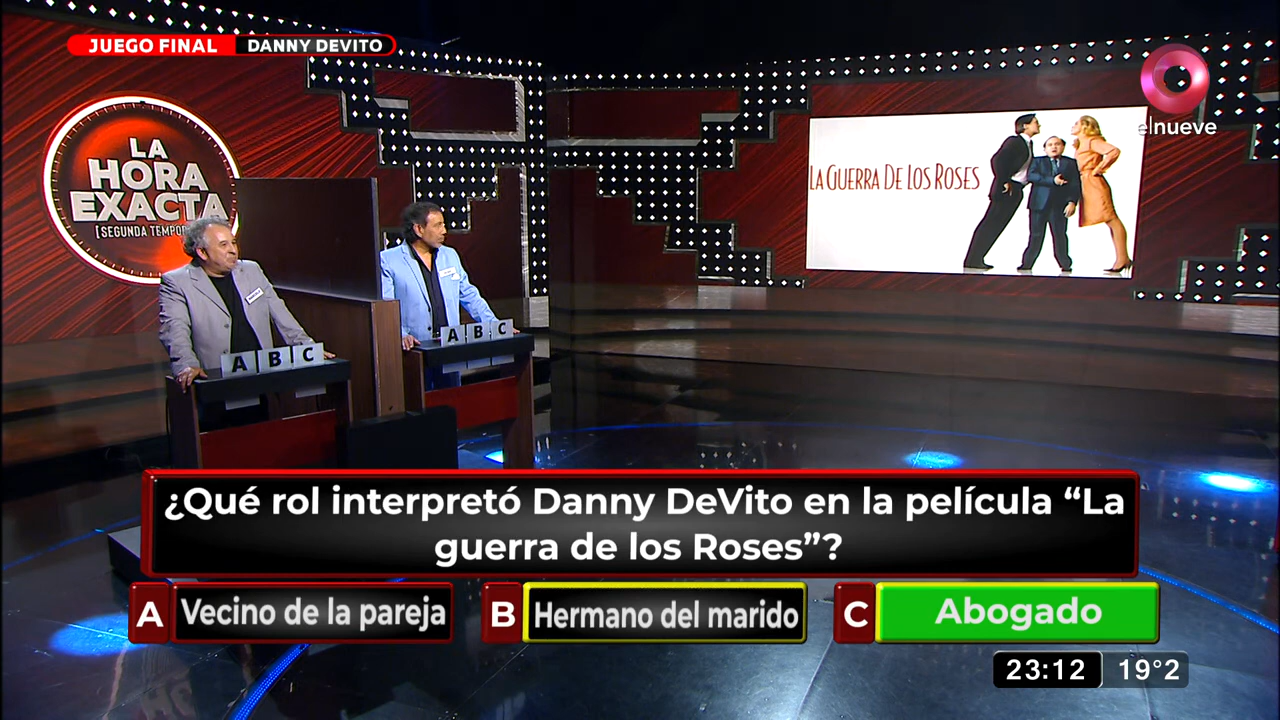 JUEGO FINAL DANNY DEVITO
elnueve
LA
HORA
EXACTA
[SEGUNDA
LA GUERRA DE LOS ROSES
A B C
A B C
¿Qué rol interpretó Danny DeVito en la película “La
guerra de los Roses”?
A Vecino de la pareja
B Hermano del marido
C Abogado
23:12 19°2